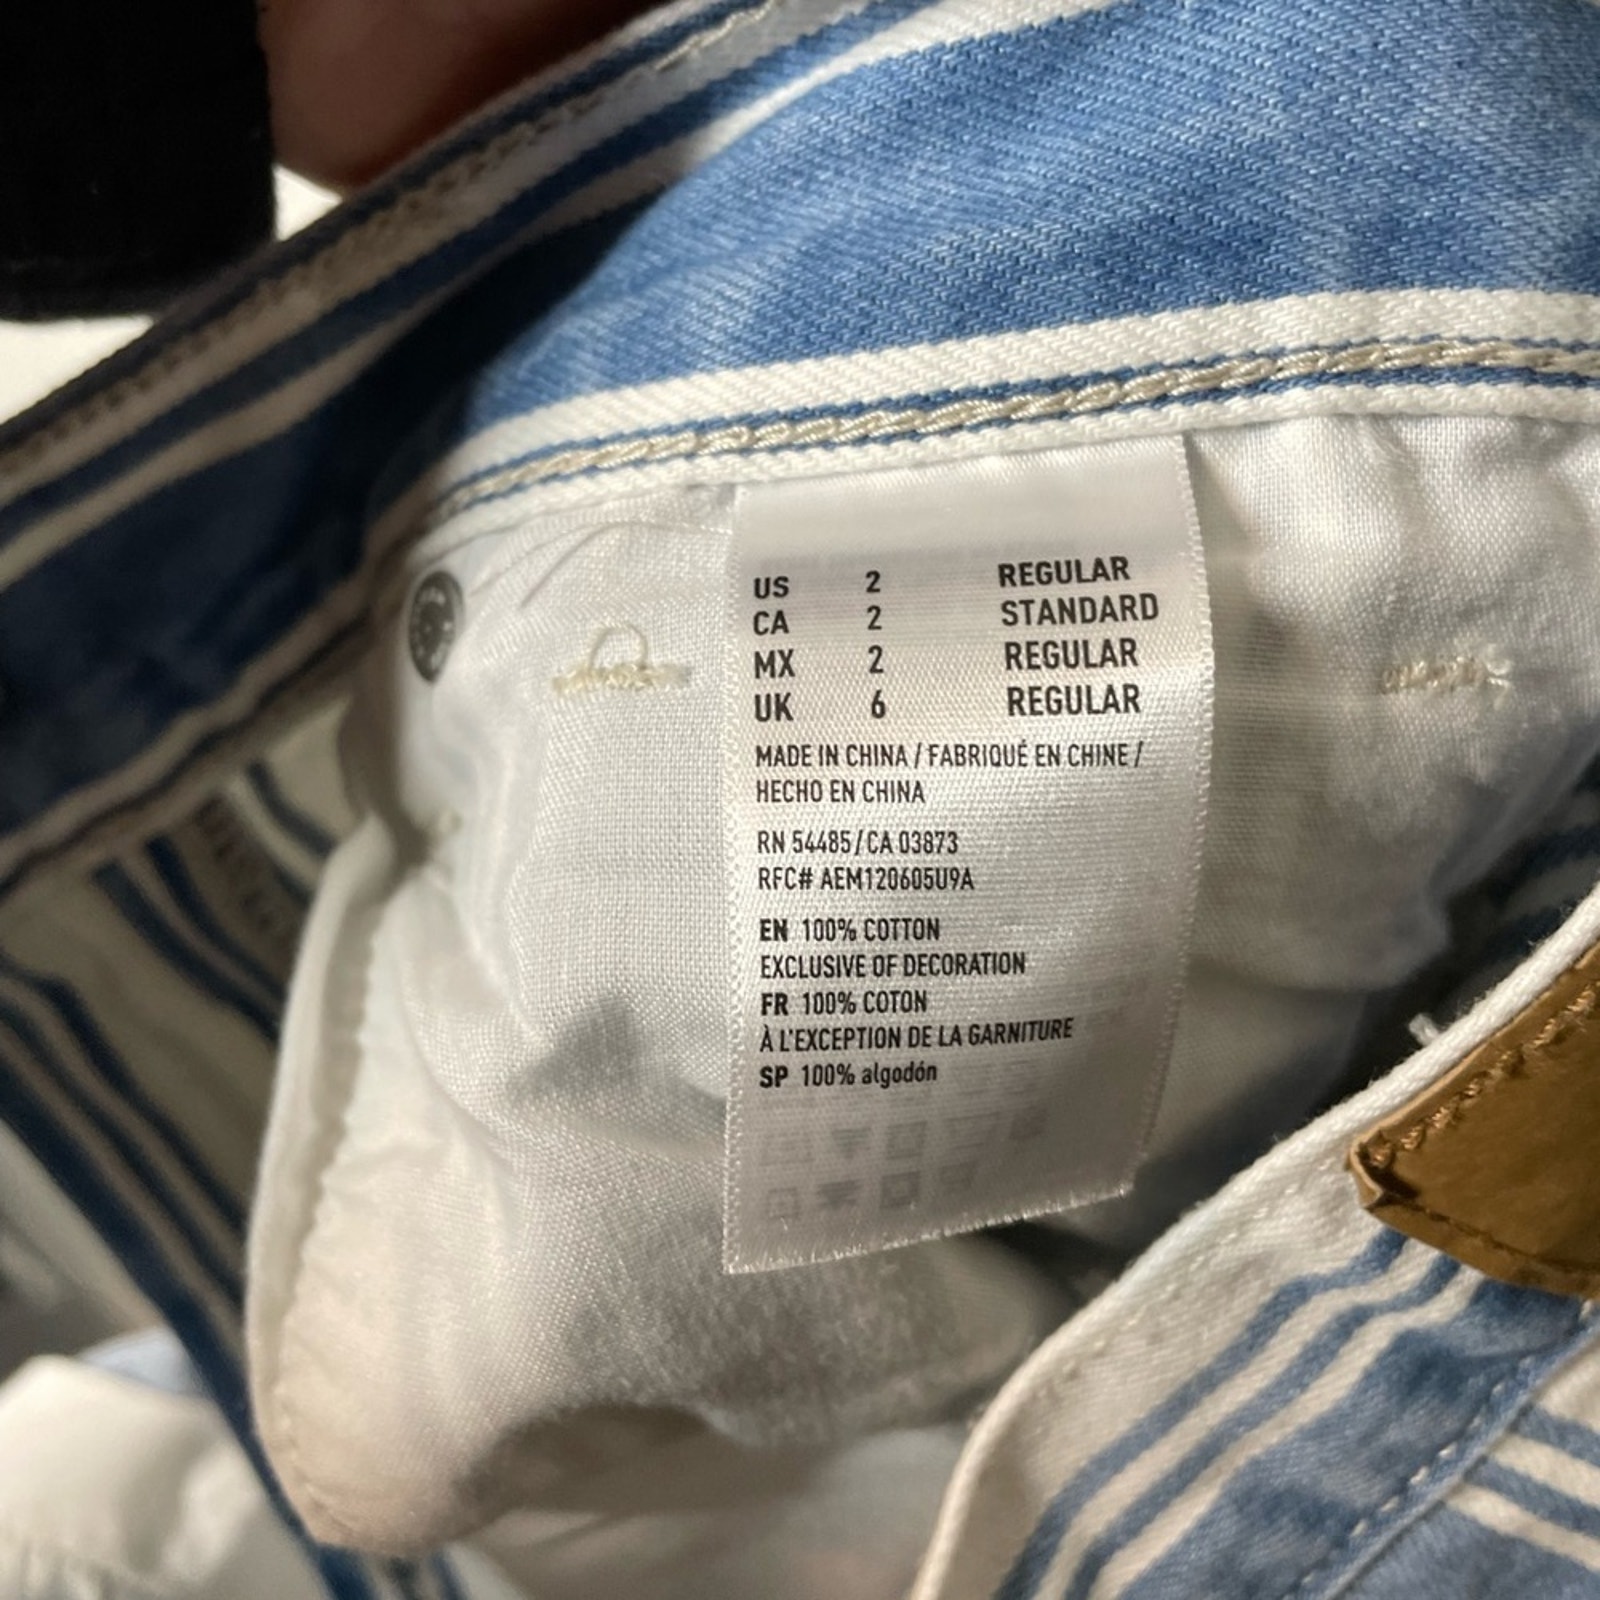 US 2 REGULAR
CA 2 STANDARD
MX 2 REGULAR
UK 6 REGULAR
MADE IN CHINA / FABRIQUÉ EN CHINE /
HECHO EN CHINA
RN 54485/CA 03873
RFC# AEM120605U9A
EN 100% COTTON
EXCLUSIVE OF DECORATION
FR 100% COTON
À L'EXCEPTION DE LA GARNITURE
SP 100% algodón